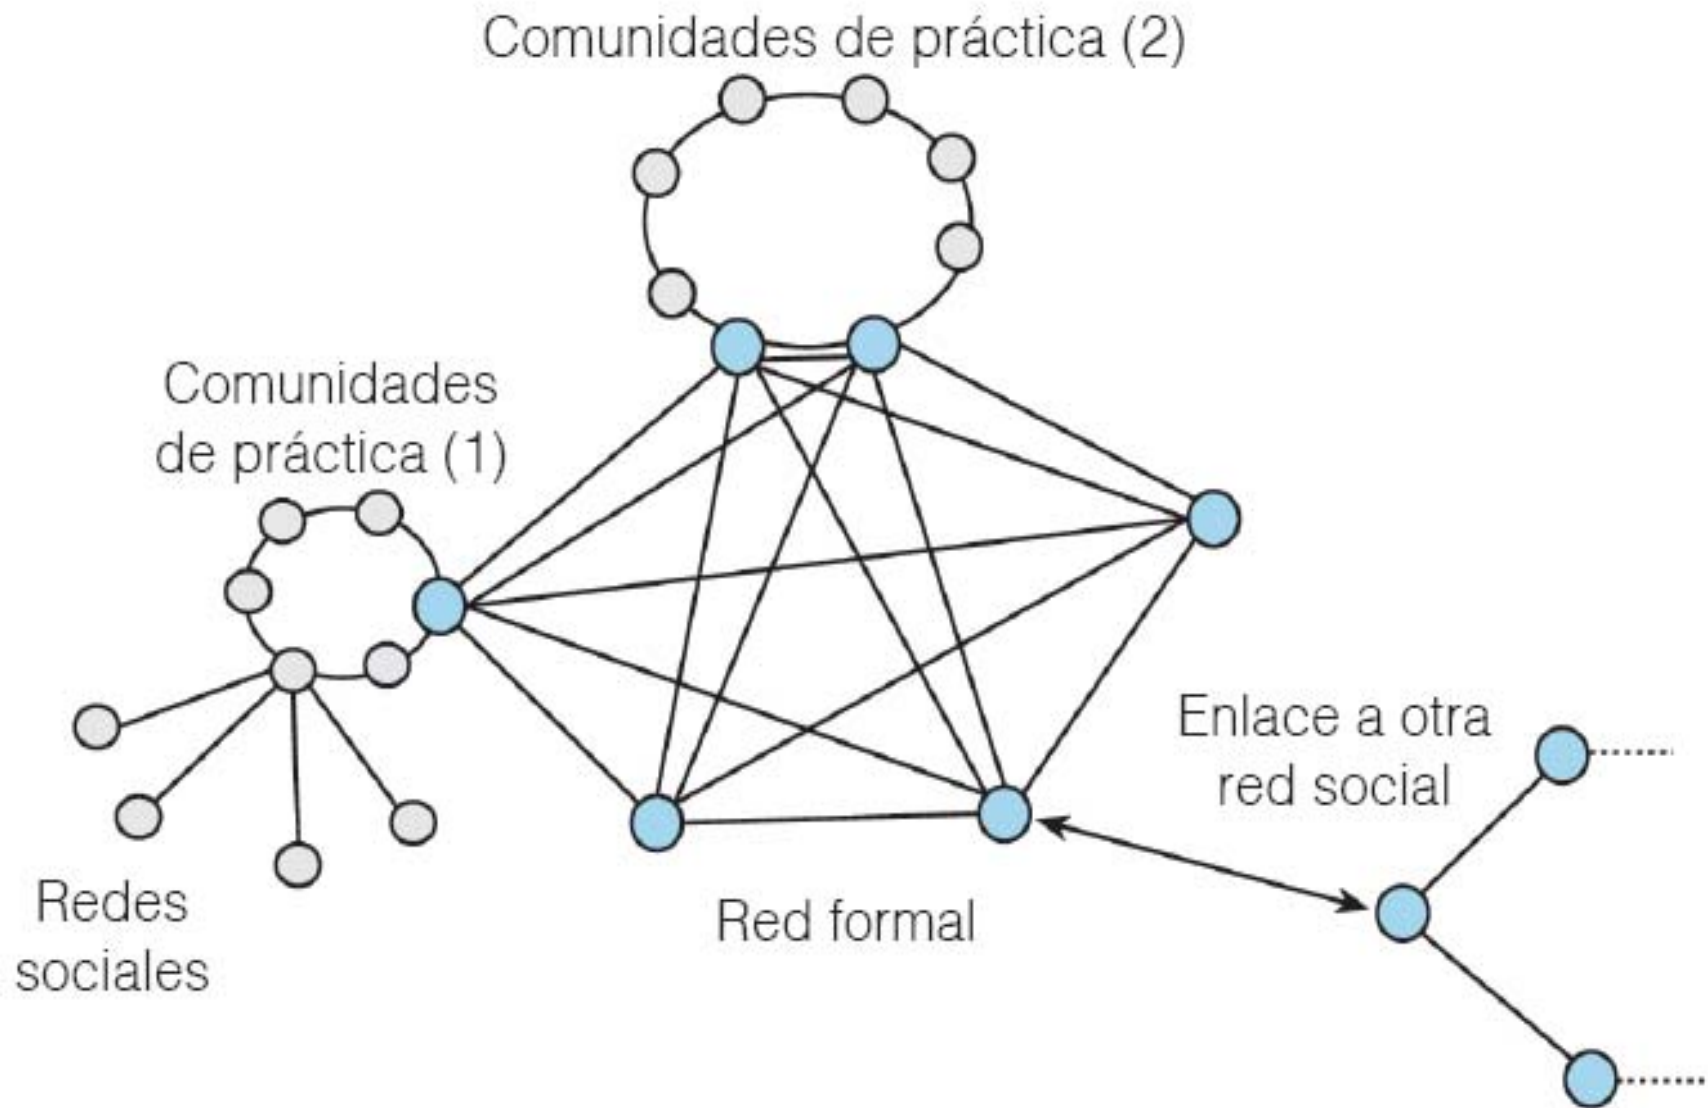 Comunidades de práctica (2)
Comunidades
de práctica (1)
Enlace a otra
red social
Redes
sociales
Red formal